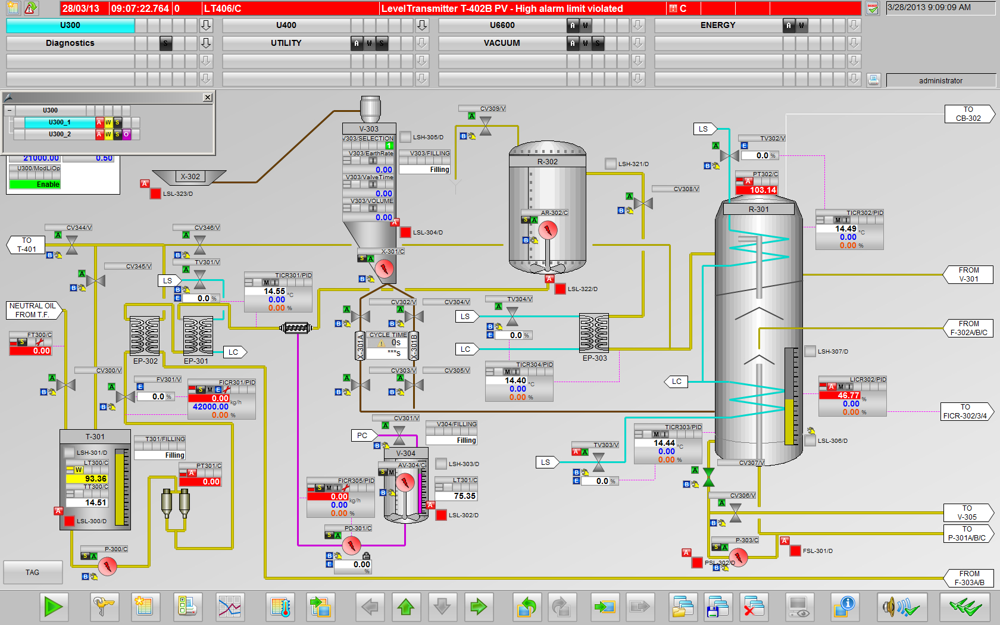 28/03/13 09:07:22.764 0 LT406/C LevelTransmitter T-402B PV - High alarm limit violated C 3/28/2013 9:09:09 AM
U300 U400 U6600 A W ENERGY A W
Diagnostics S UTILITY A W S VACUUM A W S
administrator
U300
U300_1 A W S
U300_2 A W S O
21000.00 0.50
U300/ModLiOp
Enable
X-302
A
LSL-323/D
V-303
V303/SELECTION
1
V303/EarthRate
I
0.00
V303/ValveTime
I
0.00
V303/VOLUME
I
0.00
LSH-305/D
V303/FILLING
Filling
A
LSL-304/D
X-301/C
S A
B
CV309/V
A
B
R-302
AR-302/C
S A
B
LSH-321/D
A
LSL-322/D
CV308/V
A
B
LS
TV302/V
A E
0.0 %
B
PT302/C
A
103.14
R-301
TO
CB-302
TICR302/PID
M I
14.49 °C
0.00
0.00 %
FROM
V-301
FROM
F-302A/B/C
LSH-307/D
LICR302/PID
A M I
46.77 %
0.00
0.00 %
TO
FICR-302/3/4
LSL-306/D
TO
T-401
CV344/V
A
B
CV346/V
A
B
CV345/V
A
B
TV301/V
A
LS
B
E 0.0 %
TICR301/PID
M I
14.55 °C
0.00
0.00 %
NEUTRAL OIL
FROM T.F.
FT300/C
S
0.00
EP-302
EP-301
LC
CV300/V
A
B
FV301/V
A E
0.0 %
B
FICR301/PID
S M E
0.00 kg/h
42000.00
0.00 %
CV302/V
A
B
CV304/V
A
B
X-301A
CYCLE TIME
0s
***s
X-301B
CV303/V
A
B
CV305/V
A
B
TV304/V
A
LS
B
E 0.0 %
LC
EP-303
TICR304/PID
M I
14.40 °C
0.00
0.00 %
LC
T-301
LSH-301/D
LT300/C
W
93.36
TT300/C
14.51
A
LSL-300/D
T301/FILLING
Filling
PT301/C
A
0.00
P-300/C
S A
B
TAG
CV301/V
A
PC
B
V304/FILLING
Filling
V-304
AV-304/C
S M
B
LSH-303/D
LT301/C
75.35
A
LSL-302/D
FICR305/PID
S M I
0.00 kg/h
0.00
0.00 %
PD-301/C
S A
B
E 0.00
%
TICR303/PID
M I
14.44 °C
0.00
0.00 %
TV303/V
A A
LS
B
E 0.0 %
CV307/V
A
B
CV306/V
A
B
P-303/C
S A
A
PSL-302/D
B
A
FSL-301/D
TO
V-305
TO
P-301A/B/C
FROM
F-303A/B